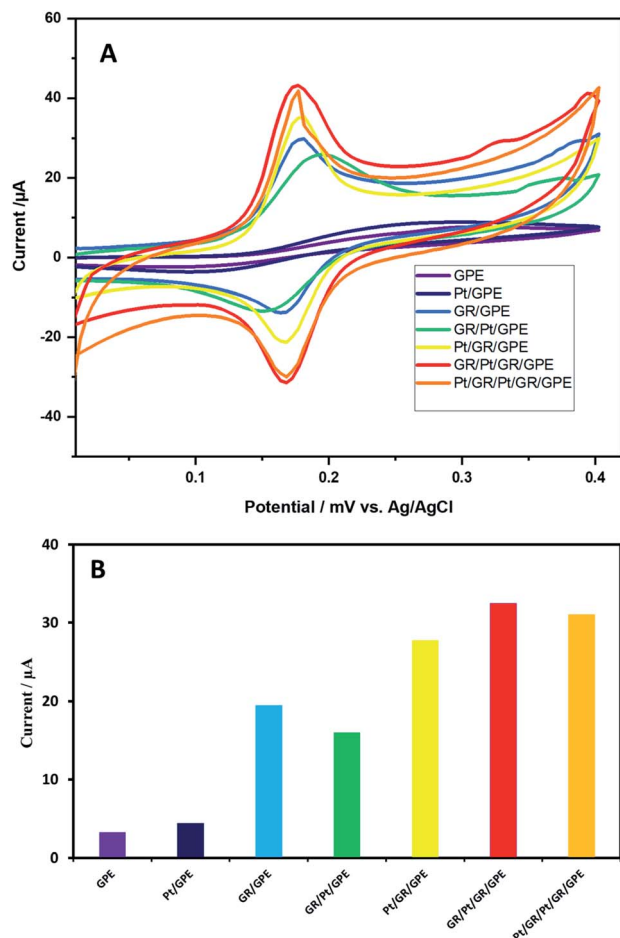 A
60
40
20
0
-20
-40
Current /µA
GPE
Pt/GPE
GR/GPE
GR/Pt/GPE
Pt/GR/GPE
GR/Pt/GR/GPE
Pt/GR/Pt/GR/GPE
0.1 0.2 0.3 0.4
Potential / mV vs. Ag/AgCl
B
40
30
20
10
0
Current / µA
GPE
Pt/GPE
GR/GPE
GR/Pt/GPE
Pt/GR/GPE
GR/Pt/GR/GPE
Pt/GR/Pt/GR/GPE